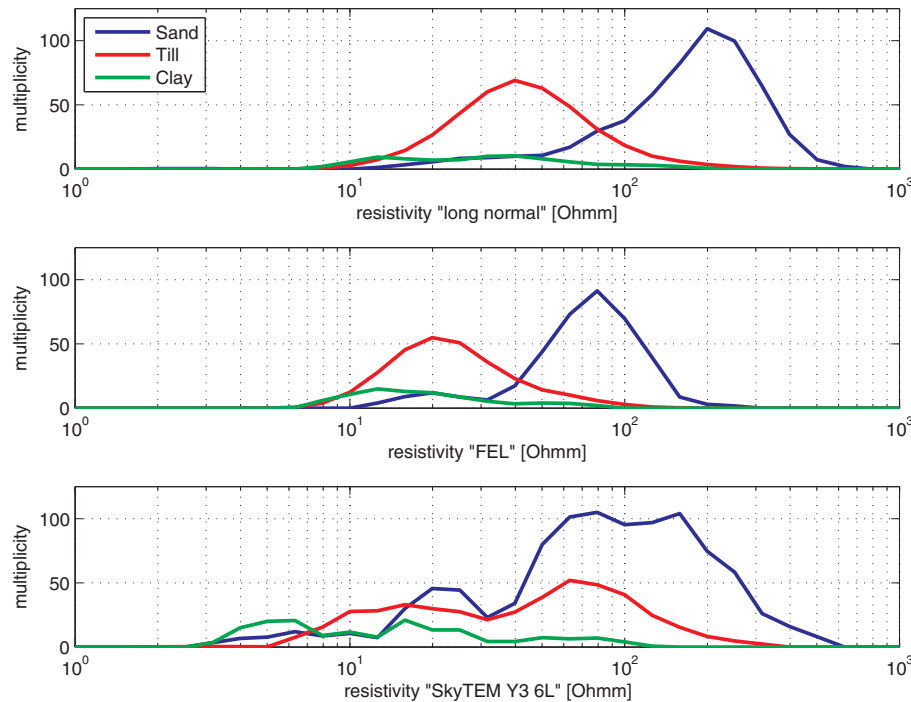 100
50
0
multiplicity
Sand
Till
Clay
10^0
10^1
10^2
10^3
resistivity "long normal" [Ohmm]
100
50
0
multiplicity
10^0
10^1
10^2
10^3
resistivity "FEL" [Ohmm]
100
50
0
multiplicity
10^0
10^1
10^2
10^3
resistivity "SkyTEM Y3 6L" [Ohmm]